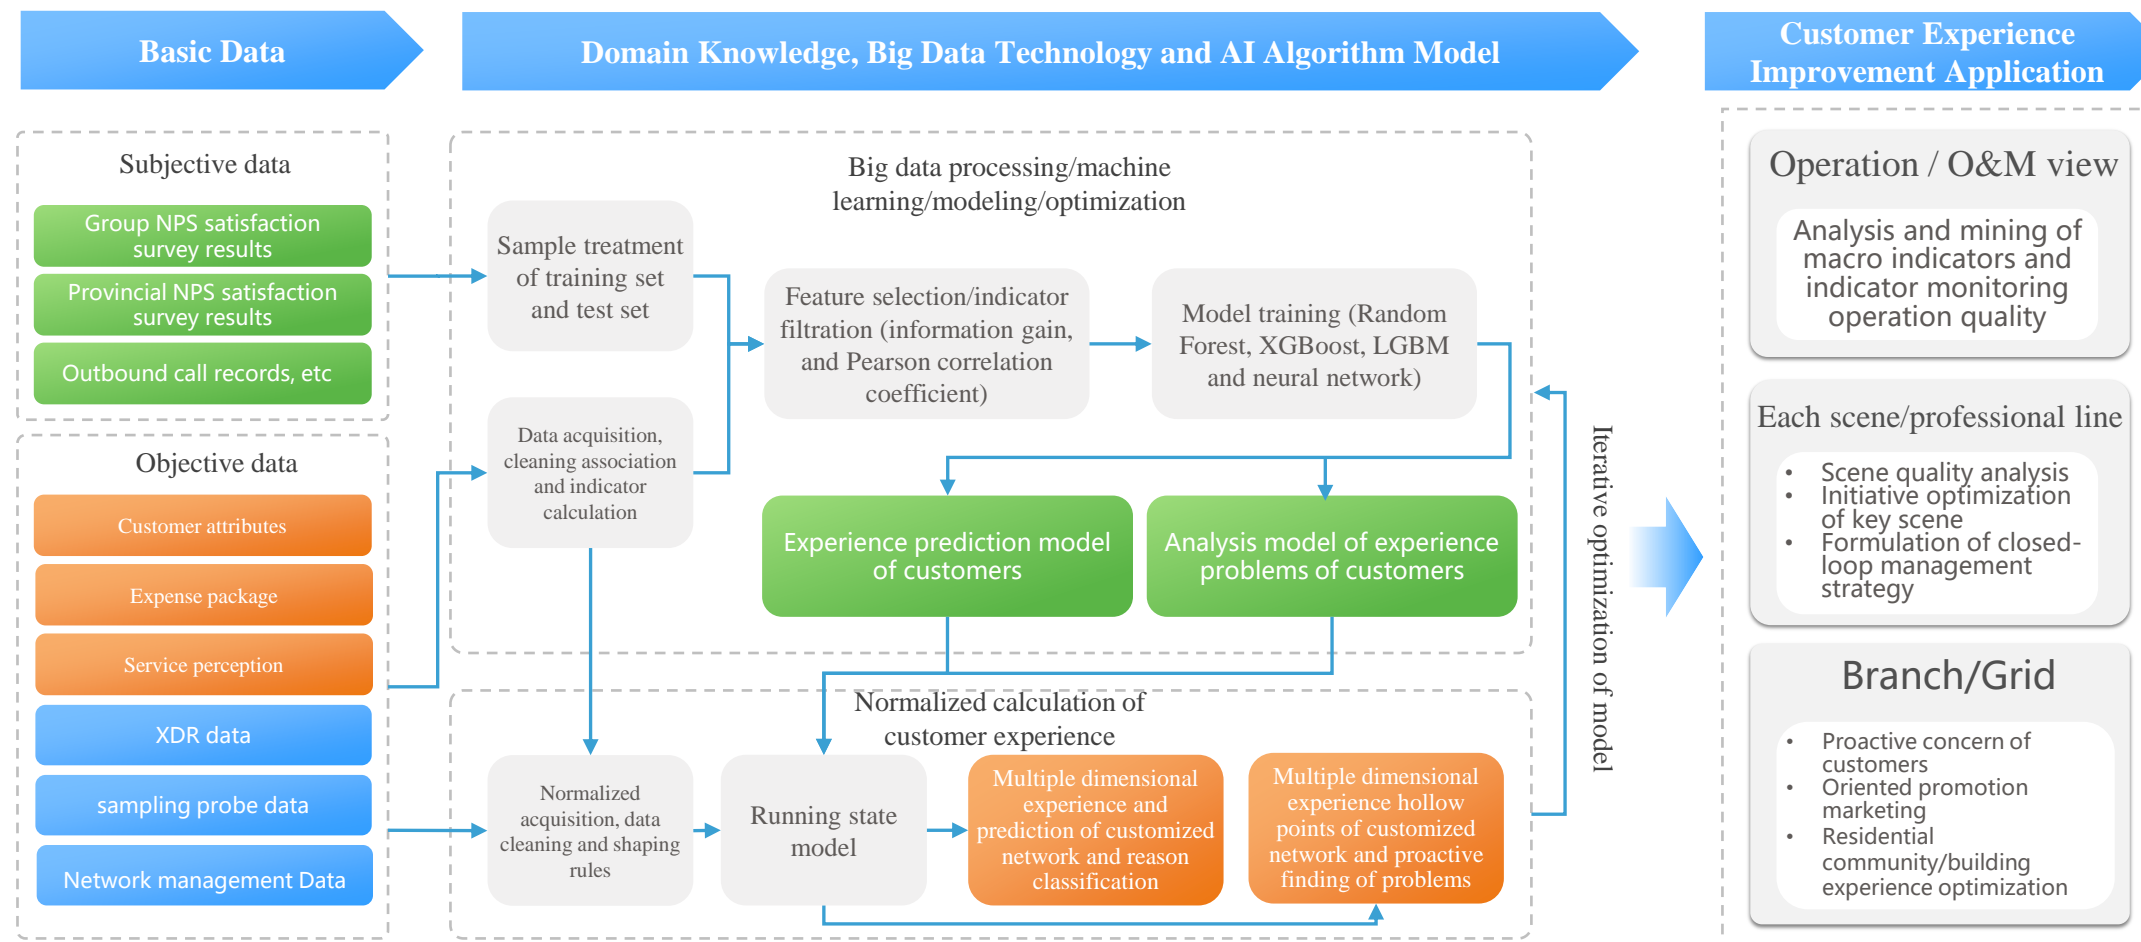 Basic Data
Domain Knowledge, Big Data Technology and AI Algorithm Model
Customer Experience
Improvement Application
Subjective data
Group NPS satisfaction
survey results
Provincial NPS satisfaction
survey results
Outbound call records, etc
Objective data
Customer attributes
Expense package
Service perception
XDR data
sampling probe data
Network management Data
Big data processing/machine
learning/modeling/optimization
Sample treatment
of training set
and test set
Data acquisition,
cleaning association
and indicator
calculation
Feature selection/indicator
filtration (information gain,
and Pearson correlation
coefficient)
Model training (Random
Forest, XGBoost, LGBM
and neural network)
Experience prediction model
of customers
Analysis model of experience
problems of customers
Normalized calculation of
customer experience
Normalized
acquisition, data
cleaning and shaping
rules
Running state
model
Multiple dimensional
experience and
prediction of customized
network and reason
classification
Multiple dimensional
experience hollow
points of customized
network and proactive
finding of problems
Iterative optimization of model
Operation / O&M view
Analysis and mining of
macro indicators and
indicator monitoring
operation quality
Each scene/professional line
• Scene quality analysis
• Initiative optimization
of key scene
• Formulation of closed-
loop management
strategy
Branch/Grid
• Proactive concern of
customers
• Oriented promotion
marketing
• Residential
community/building
experience optimization